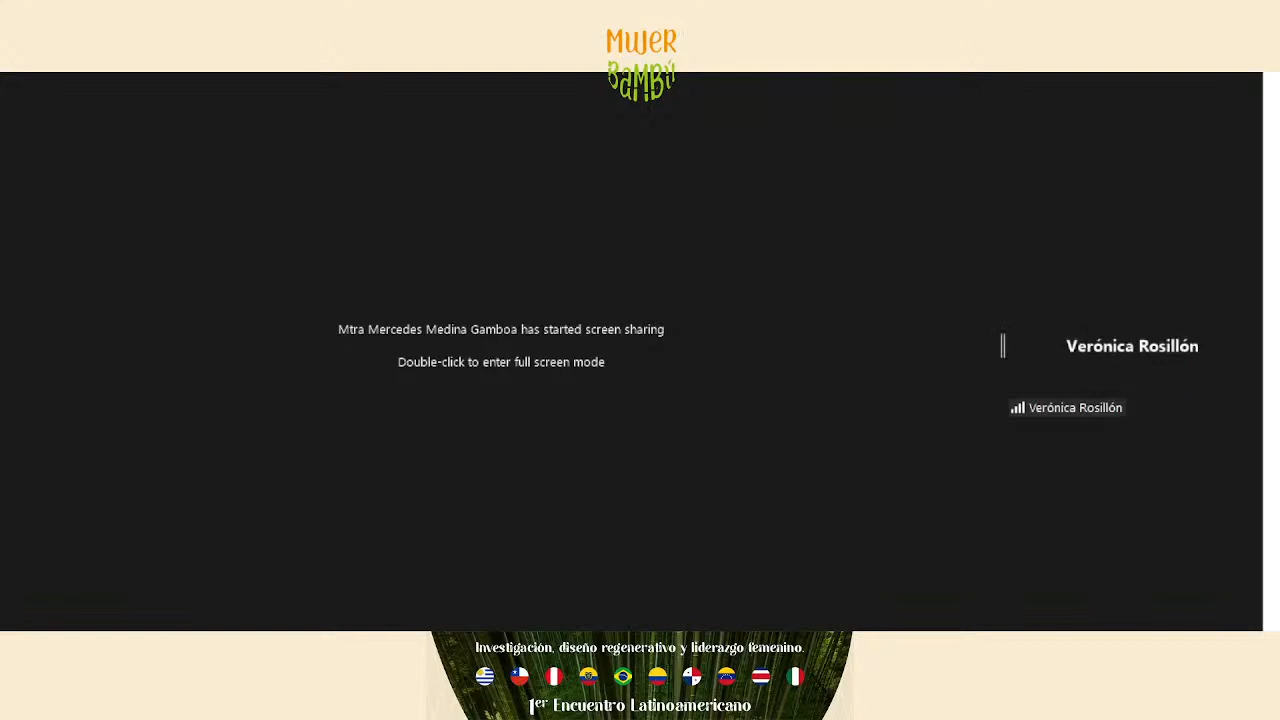 MUJER
BAMBÚ
Mtra Mercedes Medina Gamboa has started screen sharing
Double-click to enter full screen mode
Verónica Rosillón
Verónica Rosillón
Investigación, diseño regenerativo y liderazgo femenino.
1er Encuentro Latinoamericano